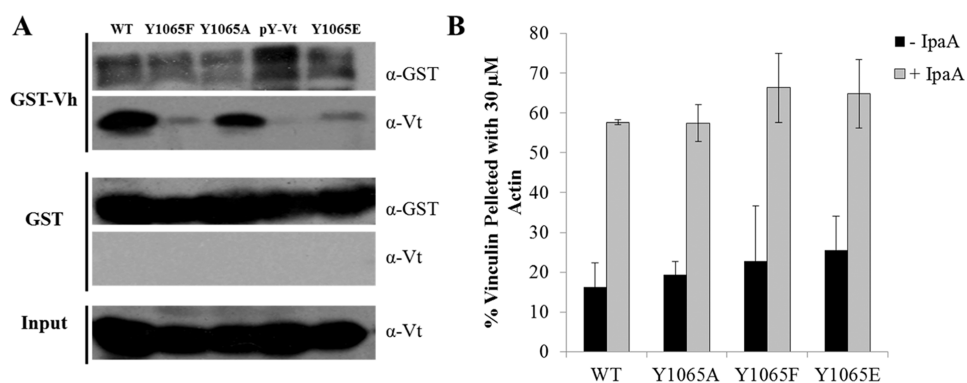 A
WT Y1065F Y1065A pY-Vt Y1065E
GST-Vh
α-GST
α-Vt
GST
α-GST
α-Vt
Input
α-Vt
B
% Vinculin Pelleted with 30 µM
Actin
80
70
60
50
40
30
20
10
0
WT Y1065A Y1065F Y1065E
- IpaA
+ IpaA